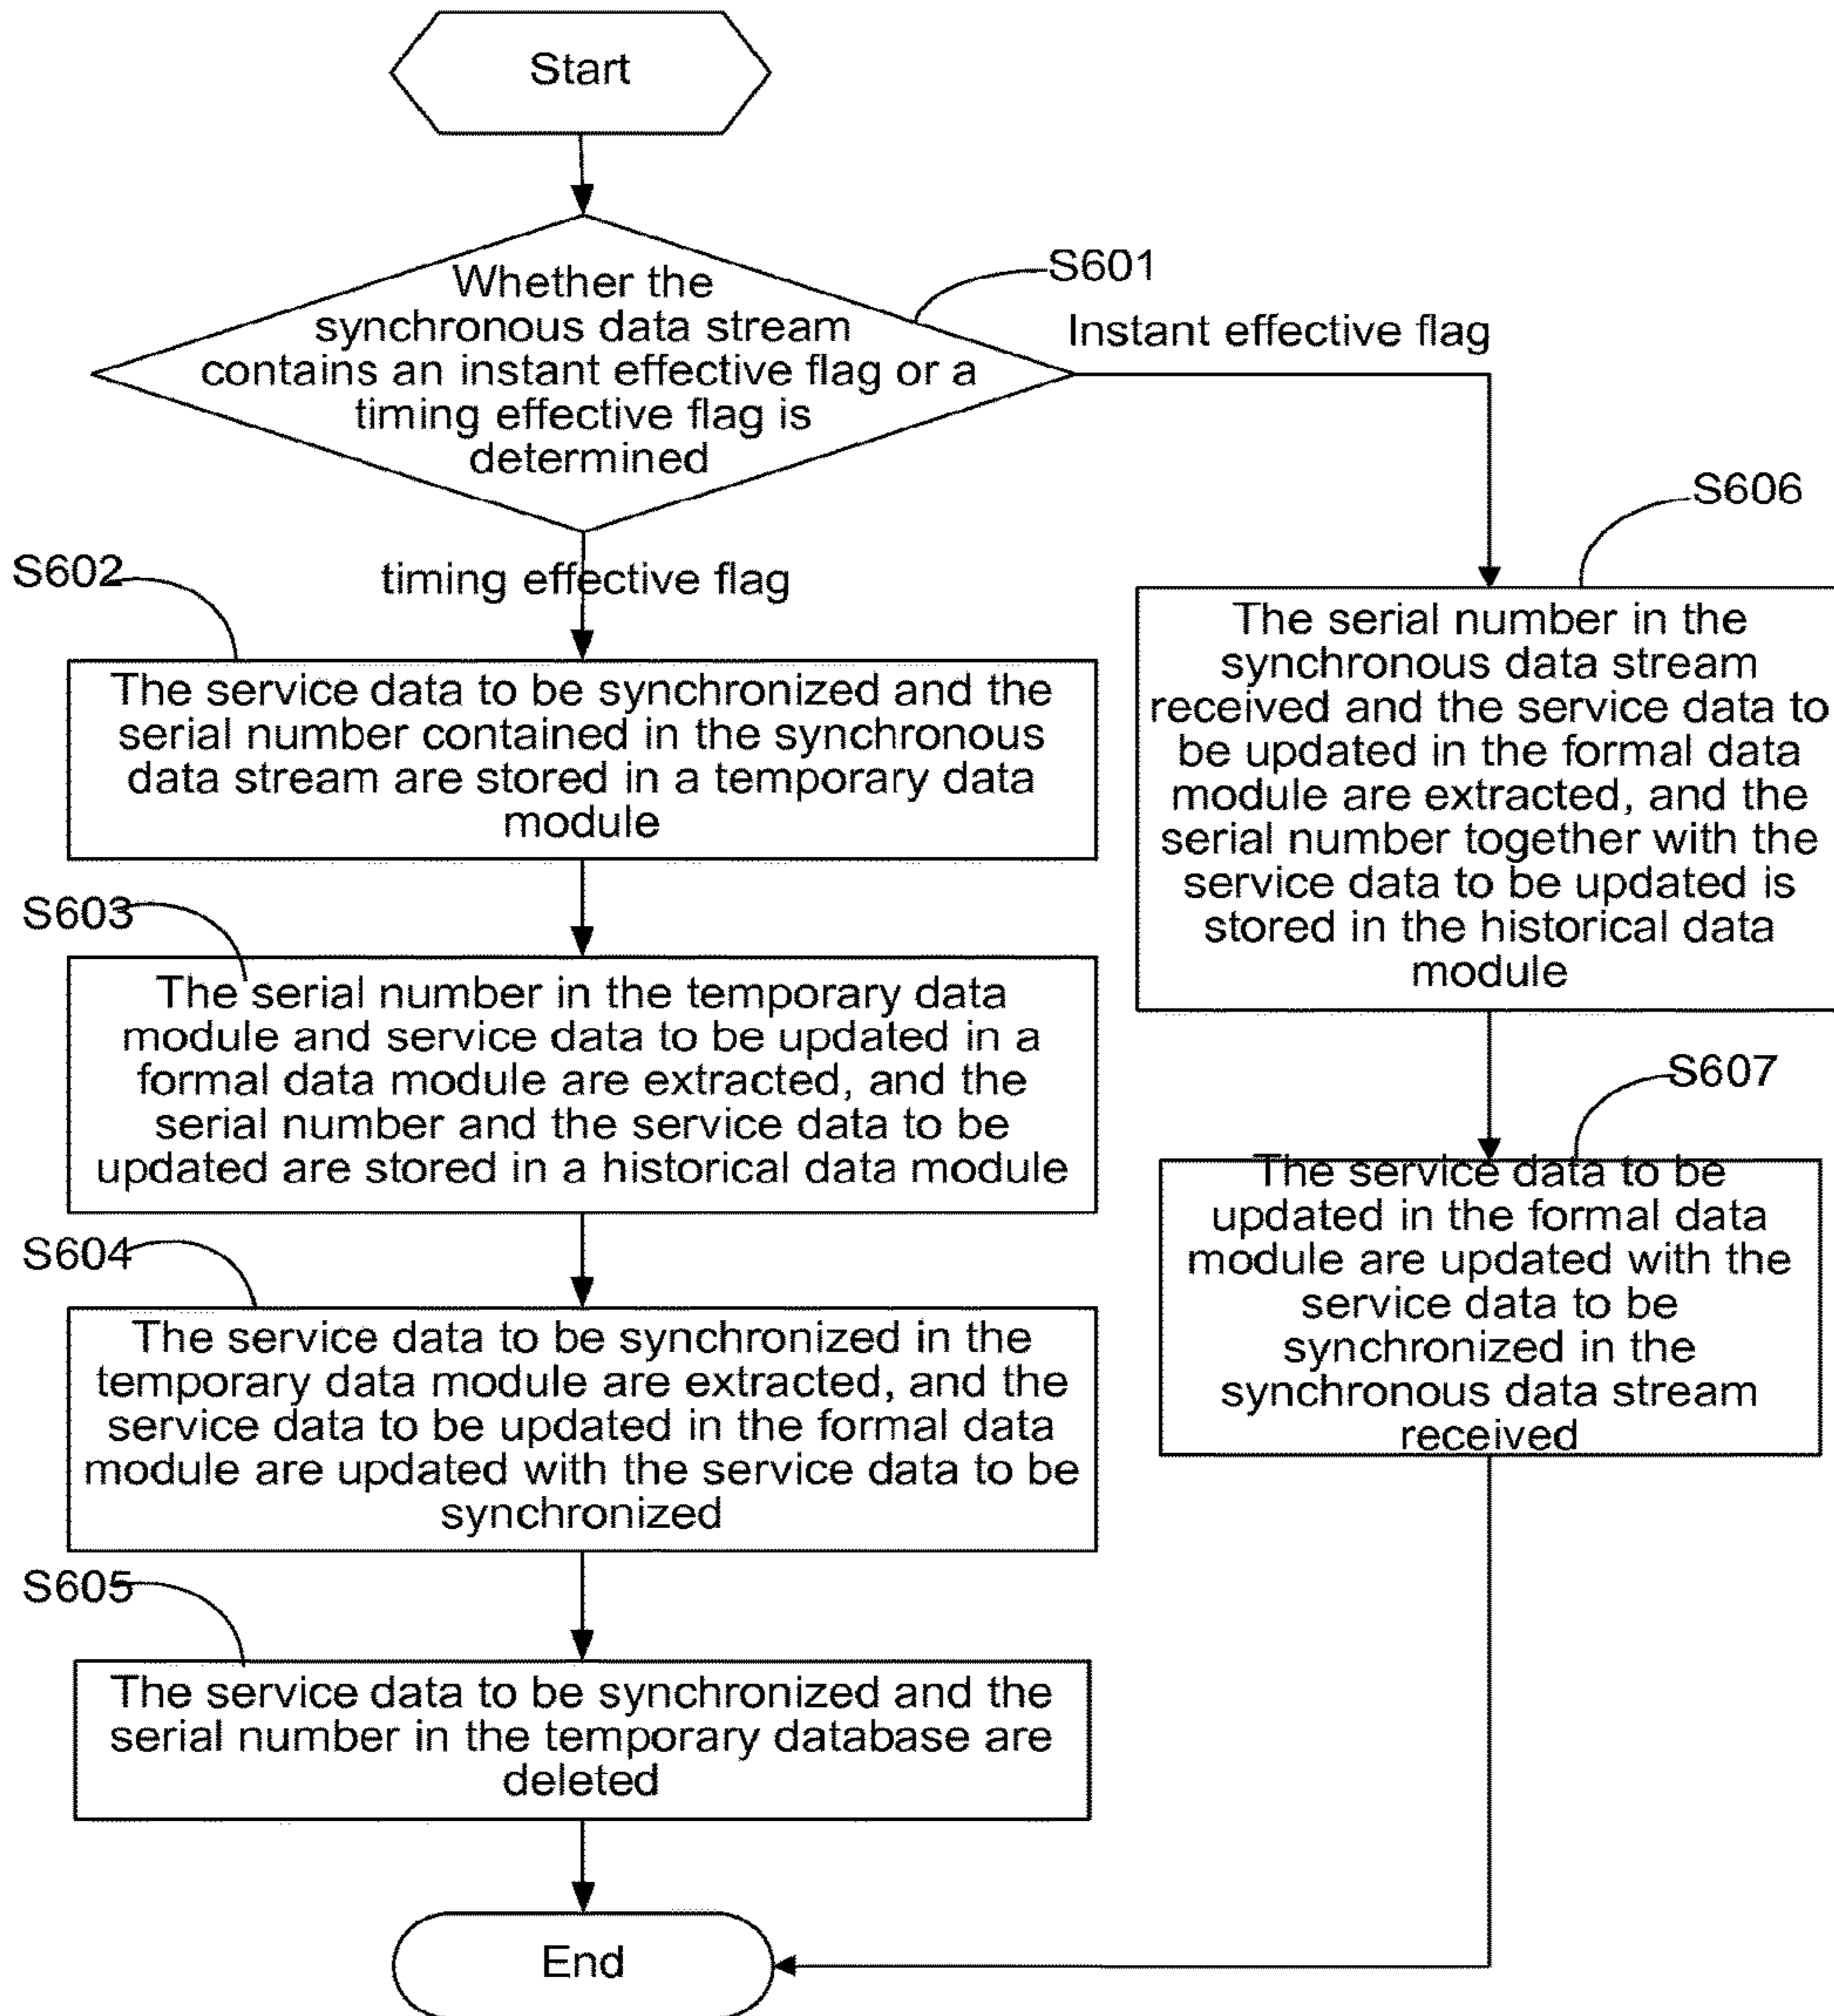 Start
S601
Whether the
synchronous data stream
contains an instant effective flag or a
timing effective flag is
determined
Instant effective flag
timing effective flag
S602
The service data to be synchronized and the
serial number contained in the synchronous
data stream are stored in a temporary data
module
S603
The serial number in the temporary data
module and service data to be updated in a
formal data module are extracted, and the
serial number and the service data to be
updated are stored in a historical data module
S604
The service data to be synchronized in the
temporary data module are extracted, and the
service data to be updated in the formal data
module are updated with the service data to be
synchronized
S605
The service data to be synchronized and the
serial number in the temporary database are
deleted
S606
The serial number in the
synchronous data stream
received and the service data to
be updated in the formal data
module are extracted, and the
serial number together with the
service data to be updated is
stored in the historical data
module
S607
The service data to be
updated in the formal data
module are updated with the
service data to be
synchronized in the
synchronous data stream
received
End